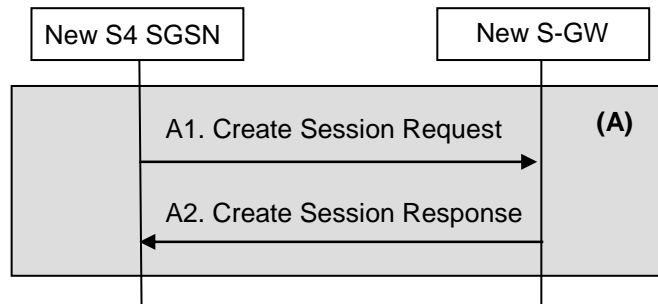 New S4 SGSN
New S-GW
(A)
A1. Create Session Request
A2. Create Session Response